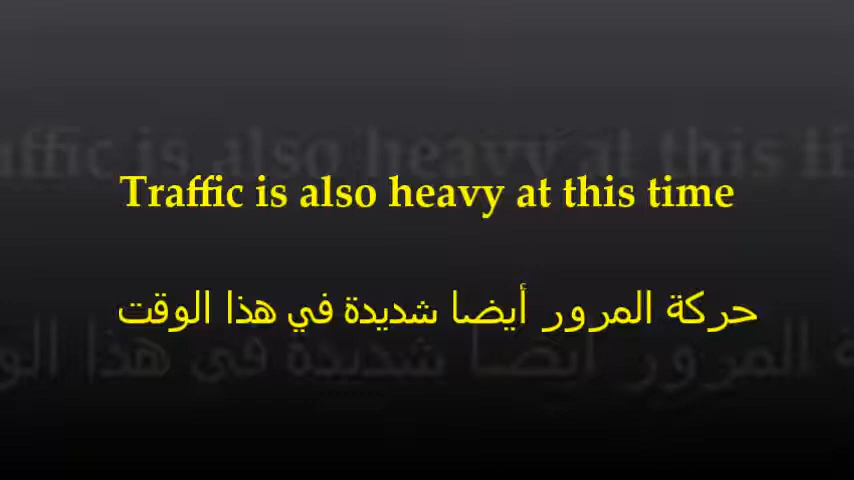 Traffic is also heavy at this time
حركة المرور أيضا شديدة في هذا الوقت